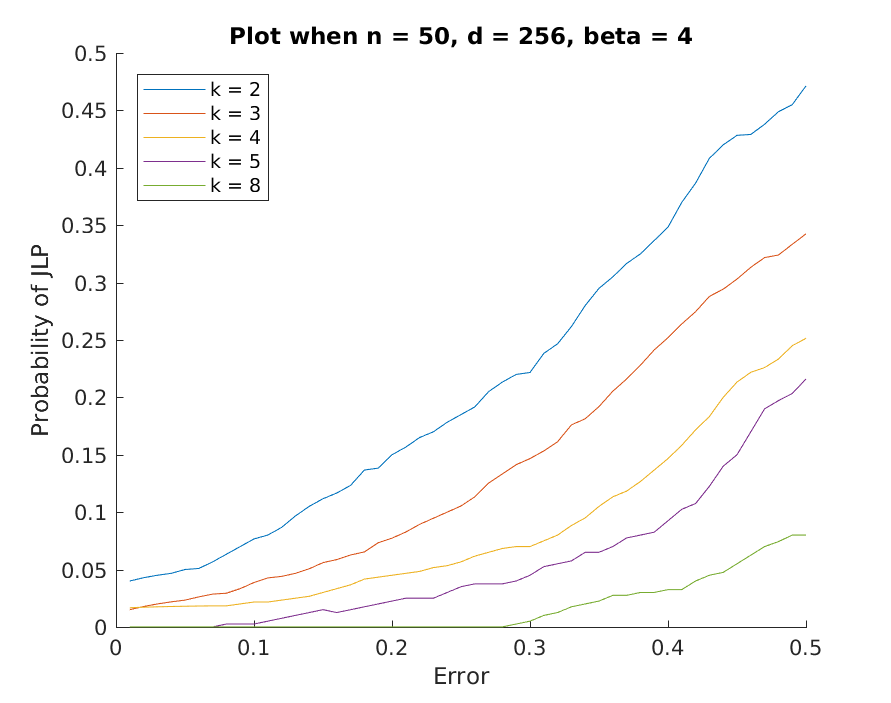 Plot when n = 50, d = 256, beta = 4
0.5
0.45
0.4
0.35
0.3
0.25
0.2
0.15
0.1
0.05
0
k = 2
k = 3
k = 4
k = 5
k = 8
Probability of JLP
0 0.1 0.2 0.3 0.4 0.5
Error